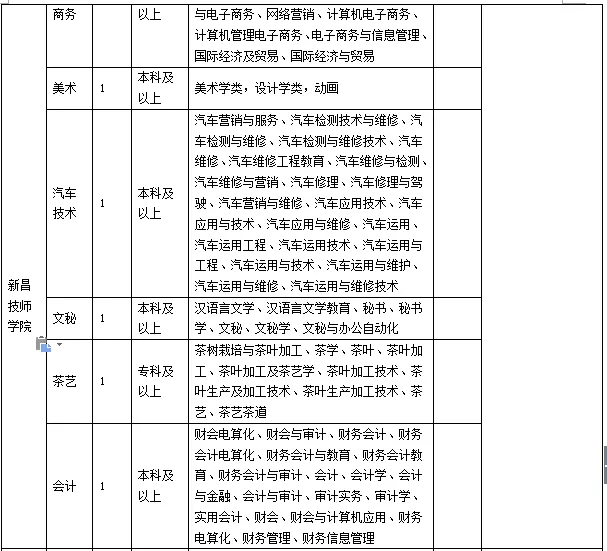 商务
以上
与电子商务、网络营销、计算机电子商务、
计算机管理电子商务、电子商务与信息管理、
国际经济及贸易、国际经济与贸易
新昌
技师
学院
美术
1
本科及
以上
美术学类，设计学类，动画
汽车
技术
1
本科及
以上
汽车营销与服务、汽车检测技术与维修、汽
车检测与维修、汽车检测与维修技术、汽车
维修、汽车维修工程教育、汽车维修与检测、
汽车维修与营销、汽车修理、汽车修理与驾
驶、汽车营销与维修、汽车应用技术、汽车
应用与技术、汽车应用与维修、汽车运用、
汽车运用工程、汽车运用技术、汽车运用与
工程、汽车运用与技术、汽车运用与维护、
汽车运用与维修、汽车运用与维修技术
文秘
1
本科及
以上
汉语言文学、汉语言文学教育、秘书、秘书
学、文秘、文秘学、文秘与办公自动化
茶艺
1
专科及
以上
茶树栽培与茶叶加工、茶学、茶叶、茶叶加
工、茶叶加工及茶艺学、茶叶加工技术、茶
叶生产及加工技术、茶叶生产加工技术、茶
艺、茶艺茶道
会计
1
本科及
以上
财会电算化、财会与审计、财务会计、财务
会计电算化、财务会计与教育、财务会计教
育、财务会计与审计、会计、会计学、会计
与金融、会计与审计、审计实务、审计学、
实用会计、财会、财会与计算机应用、财务
电算化、财务管理、财务信息管理